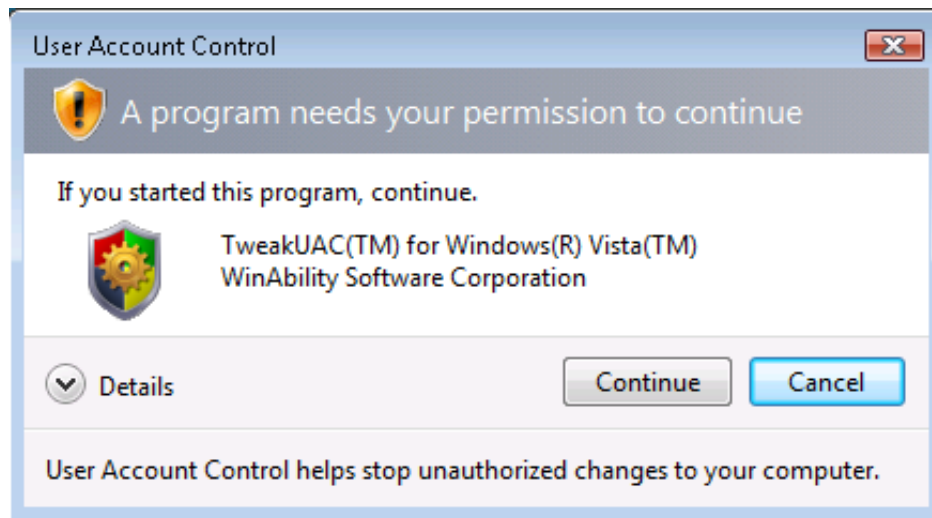 User Account Control
A program needs your permission to continue
If you started this program, continue.
TweakUAC(TM) for Windows(R) Vista(TM)
WinAbility Software Corporation
Details
Continue
Cancel
User Account Control helps stop unauthorized changes to your computer.